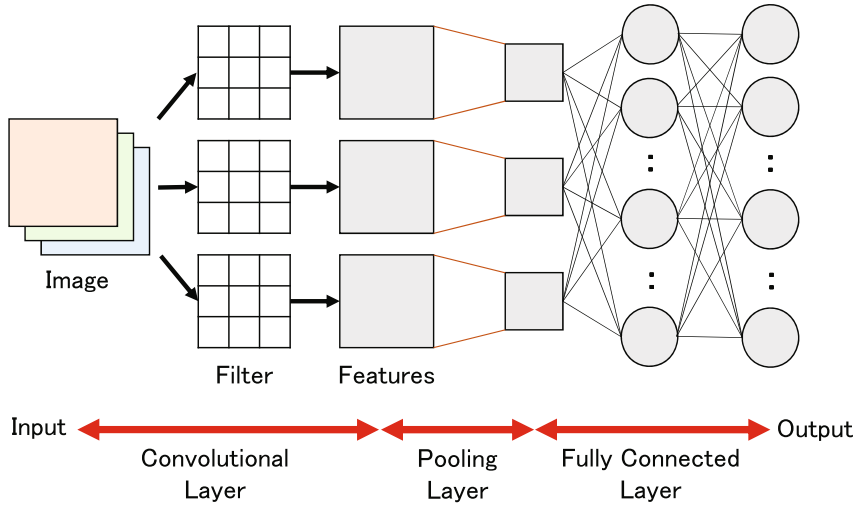 Image
Filter
Features
Input
Output
Convolutional
Layer
Pooling
Layer
Fully Connected
Layer